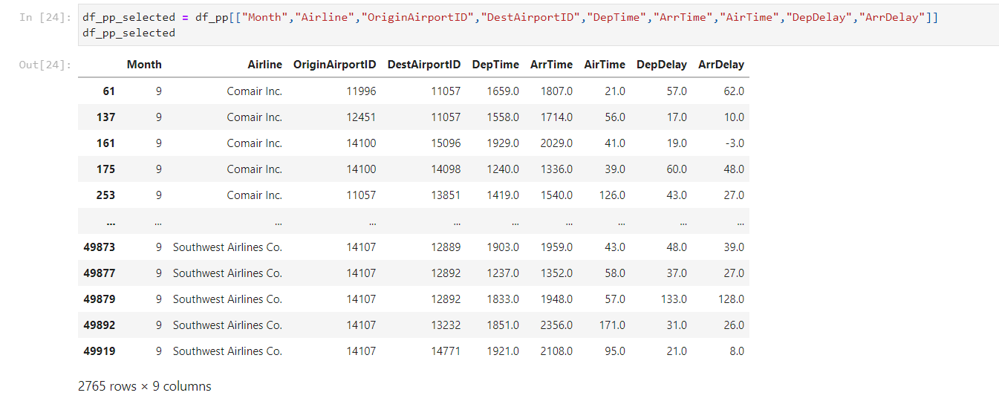 In [24]: df_pp_selected = df_pp[["Month","Airline","OriginAirportID","DestAirportID","DepTime","ArrTime","AirTime","DepDelay","ArrDelay"]]
df_pp_selected
Out[24]:
Month Airline OriginAirportID DestAirportID DepTime ArrTime AirTime DepDelay ArrDelay
61 9 Comair Inc. 11996 11057 1659.0 1807.0 21.0 57.0 62.0
137 9 Comair Inc. 12451 11057 1558.0 1714.0 56.0 17.0 10.0
161 9 Comair Inc. 14100 15096 1929.0 2029.0 41.0 19.0 -3.0
175 9 Comair Inc. 14100 14098 1240.0 1336.0 39.0 60.0 48.0
253 9 Comair Inc. 11057 13851 1419.0 1540.0 126.0 43.0 27.0
... ... ... ... ... ... ... ... ... ...
49873 9 Southwest Airlines Co. 14107 12889 1903.0 1959.0 43.0 48.0 39.0
49877 9 Southwest Airlines Co. 14107 12892 1237.0 1352.0 58.0 37.0 27.0
49879 9 Southwest Airlines Co. 14107 12892 1833.0 1948.0 57.0 133.0 128.0
49892 9 Southwest Airlines Co. 14107 13232 1851.0 2356.0 171.0 31.0 26.0
49919 9 Southwest Airlines Co. 14107 14771 1921.0 2108.0 95.0 21.0 8.0
2765 rows × 9 columns